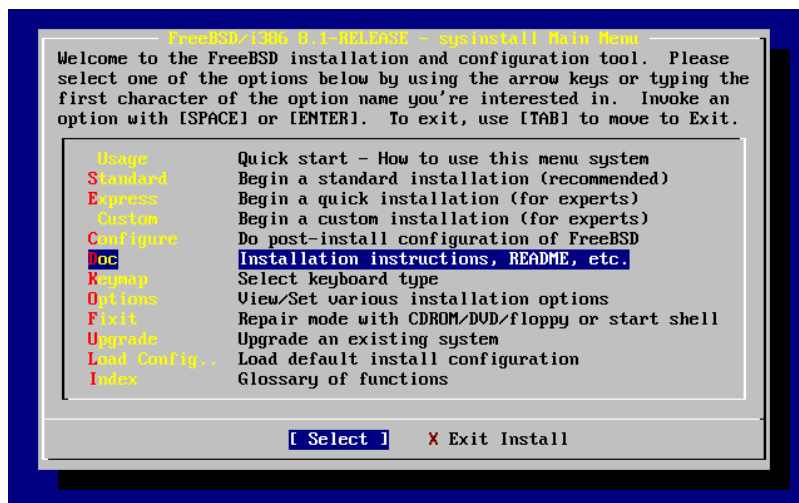 FreeBSD/i386 8.1-RELEASE - sysinstall Main Menu
Welcome to the FreeBSD installation and configuration tool.  Please
select one of the options below by using the arrow keys or typing the
first character of the option name you're interested in.  Invoke an
option with [SPACE] or [ENTER].  To exit, use [TAB] to move to Exit.
Usage Quick start - How to use this menu system
Standard Begin a standard installation (recommended)
Express Begin a quick installation (for experts)
Custom Begin a custom installation (for experts)
Configure Do post-install configuration of FreeBSD
Doc Installation instructions, README, etc.
Keymap Select keyboard type
Options View/Set various installation options
Fixit Repair mode with CDROM/DVD/floppy or start shell
Upgrade Upgrade an existing system
Load Config.. Load default install configuration
Index Glossary of functions
[ Select ] X Exit Install